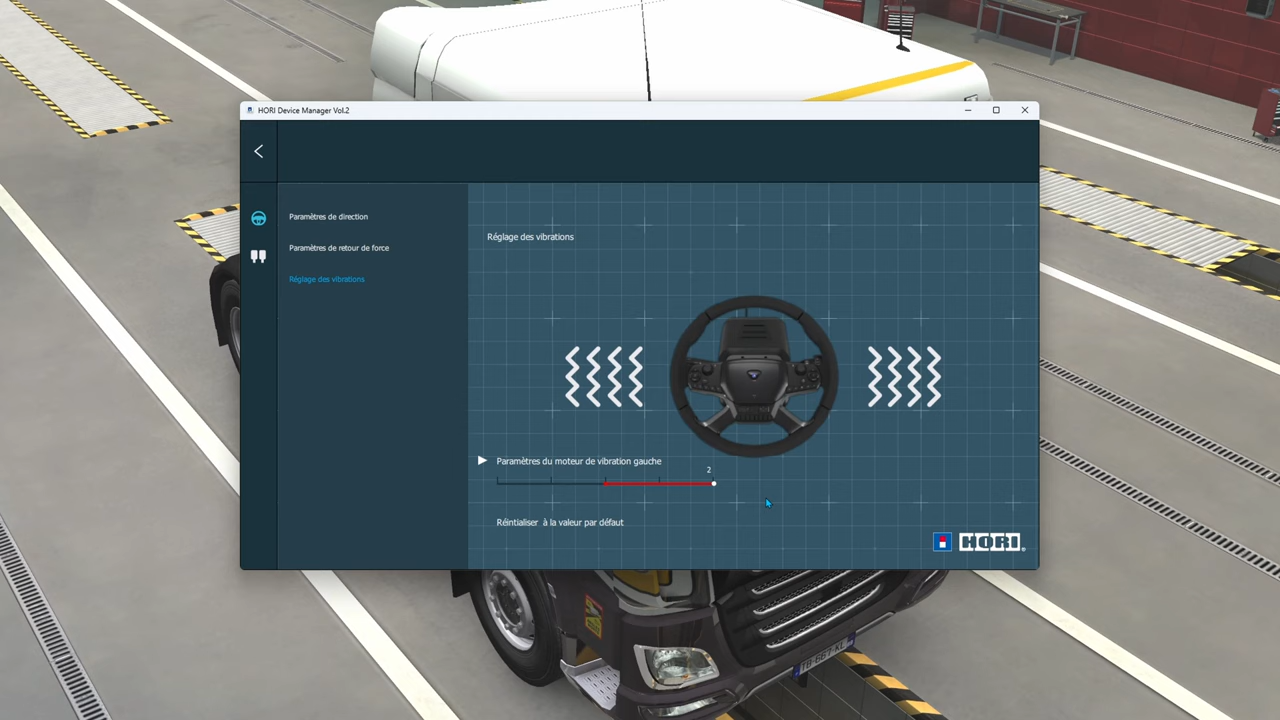 HORI Device Manager Vol.2
Paramètres de direction
Paramètres de retour de force
Réglage des vibrations
Réglage des vibrations
Paramètres du moteur de vibration gauche
2
Réintialiser à la valeur par défaut
HORI